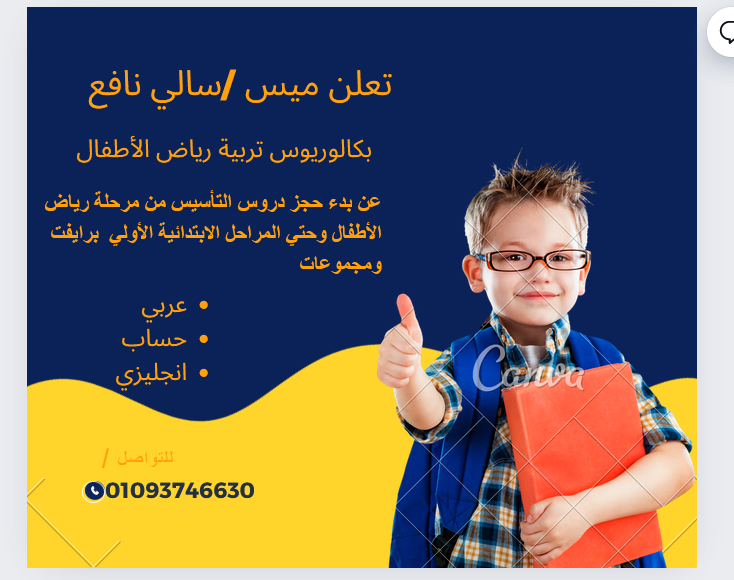 تعلن ميس /سالي نافع
بكالوريوس تربية رياض الأطفال
عن بدء حجز دروس التأسيس من مرحلة رياض
الأطفال وحتي المراحل الابتدائية الأولي برايفت
ومجموعات
• عربي
• حساب
• انجليزي
للتواصل /
01093746630
Canva